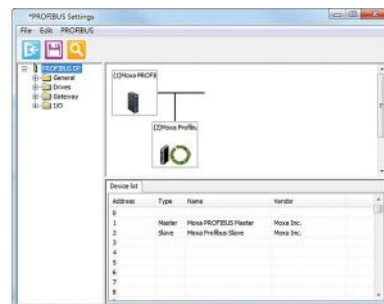 *PROFIBUS Settings
File Edit PROFIBUS
PROFIBUS DP
General
Drives
Gateway
I/O
(1)Moxa PROFIB
(2)Moxa Profibu
Device list
Address Type Name Vendor
0
1 Master Moxa PROFIBUS Master Moxa Inc.
2 Slave Moxa Profibus Slave Moxa Inc.
3
4
5
6
7
8